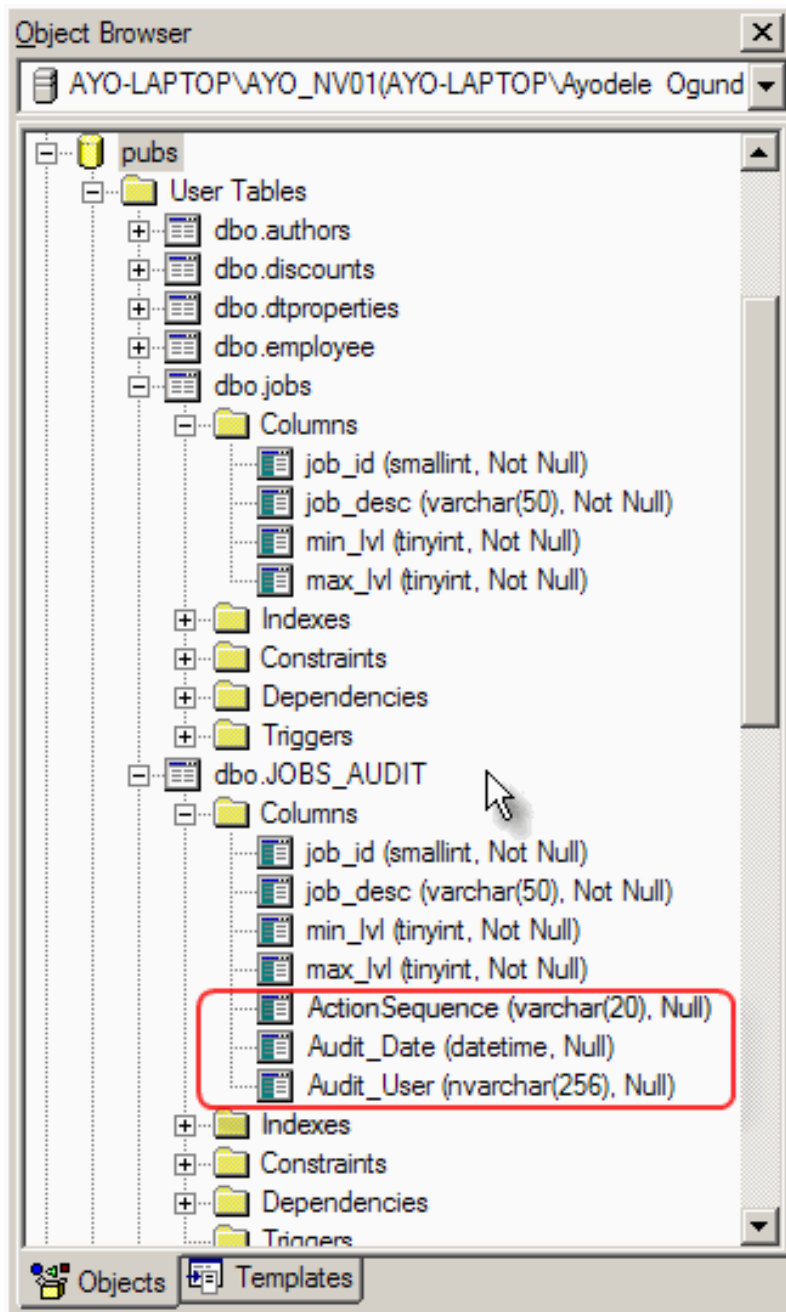 Object Browser
AYO-LAPTOP\AYO_NV01(AYO-LAPTOP\Ayodele Ogund
pubs
User Tables
dbo.authors
dbo.discounts
dbo.dtproperties
dbo.employee
dbo.jobs
Columns
job_id (smallint, Not Null)
job_desc (varchar(50), Not Null)
min_lvl (tinyint, Not Null)
max_lvl (tinyint, Not Null)
Indexes
Constraints
Dependencies
Triggers
dbo.JOBS_AUDIT
Columns
job_id (smallint, Not Null)
job_desc (varchar(50), Not Null)
min_lvl (tinyint, Not Null)
max_lvl (tinyint, Not Null)
ActionSequence (varchar(20), Null)
Audit_Date (datetime, Null)
Audit_User (nvarchar(256), Null)
Indexes
Constraints
Dependencies
Triggers
Objects Templates